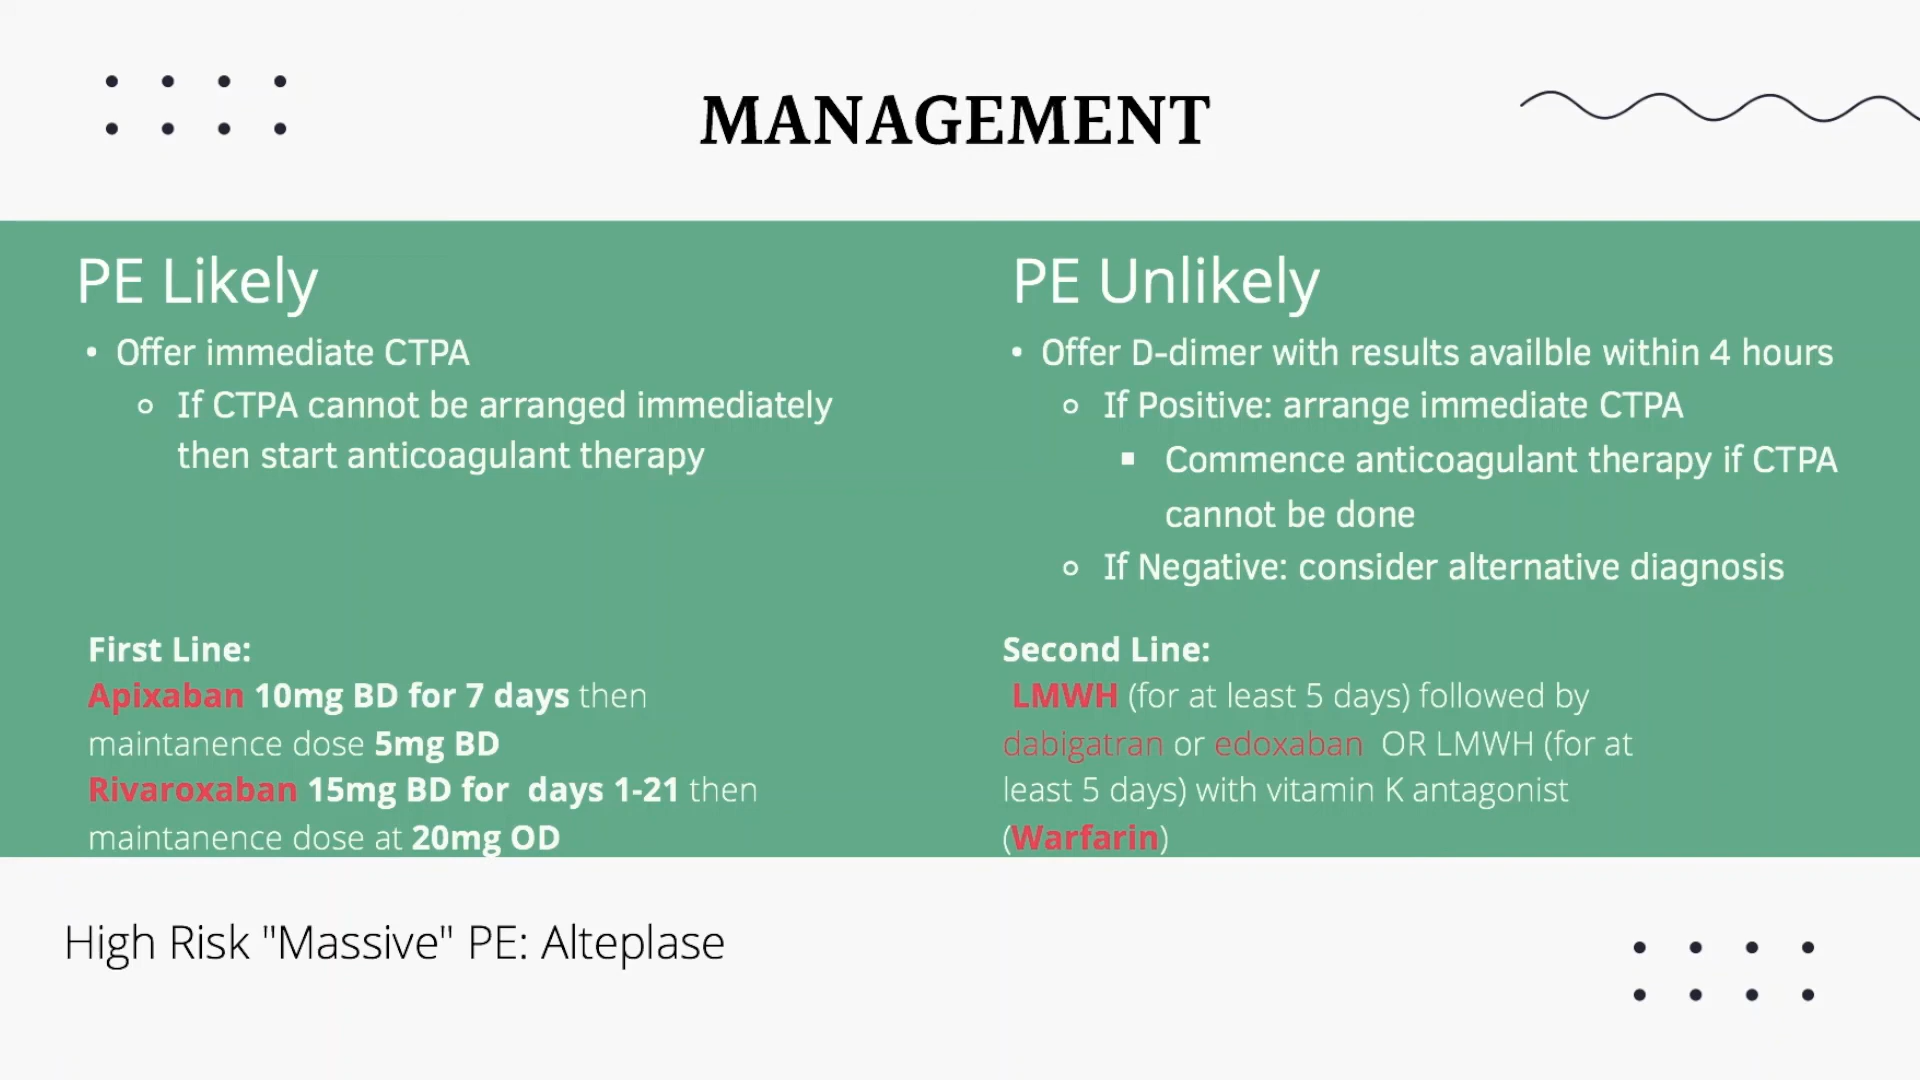 MANAGEMENT
PE Likely
• Offer immediate CTPA
○ If CTPA cannot be arranged immediately
then start anticoagulant therapy
PE Unlikely
• Offer D-dimer with results availble within 4 hours
○ If Positive: arrange immediate CTPA
▪ Commence anticoagulant therapy if CTPA
cannot be done
○ If Negative: consider alternative diagnosis
First Line:
Apixaban 10mg BD for 7 days then
maintanence dose 5mg BD
Rivaroxaban 15mg BD for days 1-21 then
maintanence dose at 20mg OD
Second Line:
LMWH (for at least 5 days) followed by
dabigatran or edoxaban OR LMWH (for at
least 5 days) with vitamin K antagonist
(Warfarin)
High Risk "Massive" PE: Alteplase